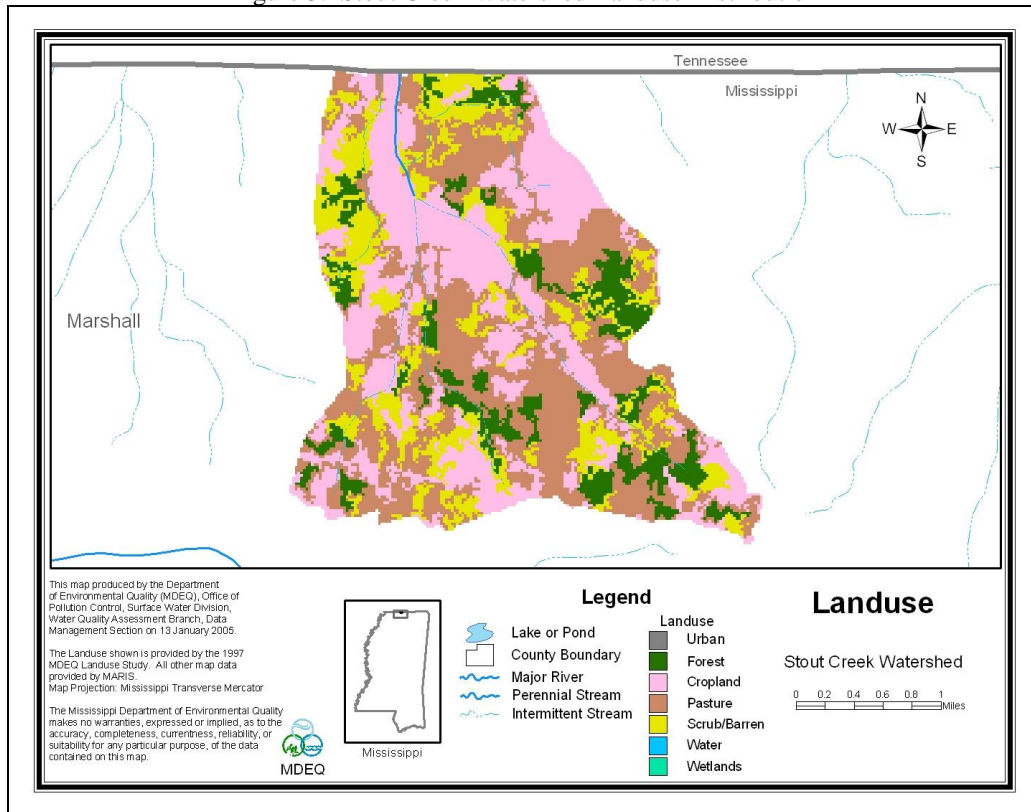 Tennessee
Mississippi
N
W E
S
Marshall
This map produced by the Department
of Environmental Quality (MDEQ), Office of
Pollution Control, Surface Water Division,
Water Quality Assessment Branch, Data
Management Section on 13 January 2005.
The Landuse shown is provided by the 1997
MDEQ Landuse Study. All other map data
provided by MARIS.
Map Projection: Mississippi Transverse Mercator
The Mississippi Department of Environmental Quality
makes no warranties, expressed or implied, as to the
accuracy, completeness, currentness, reliability, or
suitability for any particular purpose, of the data
contained on this map.
MDEQ
Mississippi
Legend
Lake or Pond
County Boundary
Major River
Perennial Stream
Intermittent Stream
Landuse
Urban
Forest
Cropland
Pasture
Scrub/Barren
Water
Wetlands
Landuse
Stout Creek Watershed
0 0.2 0.4 0.6 0.8 1
Miles